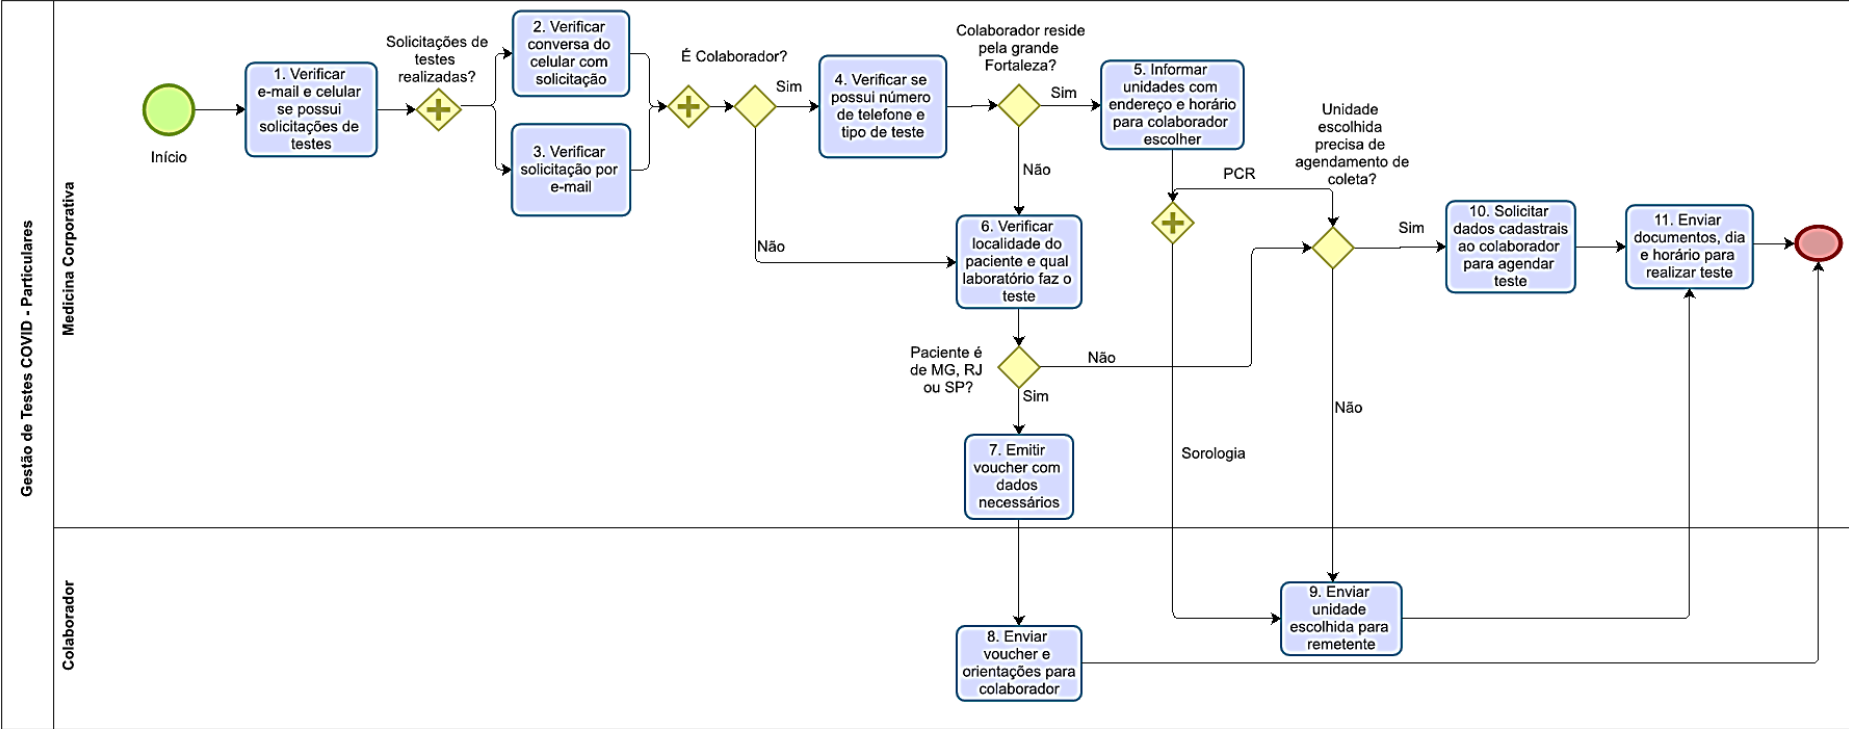 Gestão de Testes COVID - Particulares
Medicina Corporativa
Início
1. Verificar
e-mail e celular
se possui
solicitações de
testes
Solicitações de
testes
realizadas?
2. Verificar
conversa do
celular com
solicitação
3. Verificar
solicitação por
e-mail
É Colaborador?
Sim
Não
4. Verificar se
possui número
de telefone e
tipo de teste
Colaborador reside
pela grande
Fortaleza?
Sim
Não
5. Informar
unidades com
endereço e horário
para colaborador
escolher
PCR
Sorologia
6. Verificar
localidade do
paciente e qual
laboratório faz o
teste
Paciente é
de MG, RJ
ou SP?
Não
Sim
7. Emitir
voucher com
dados
necessários
Unidade
escolhida
precisa de
agendamento de
coleta?
Sim
Não
10. Solicitar
dados cadastrais
ao colaborador
para agendar
teste
11. Enviar
documentos, dia
e horário para
realizar teste
Colaborador
8. Enviar
voucher e
orientações para
colaborador
9. Enviar
unidade
escolhida para
remetente